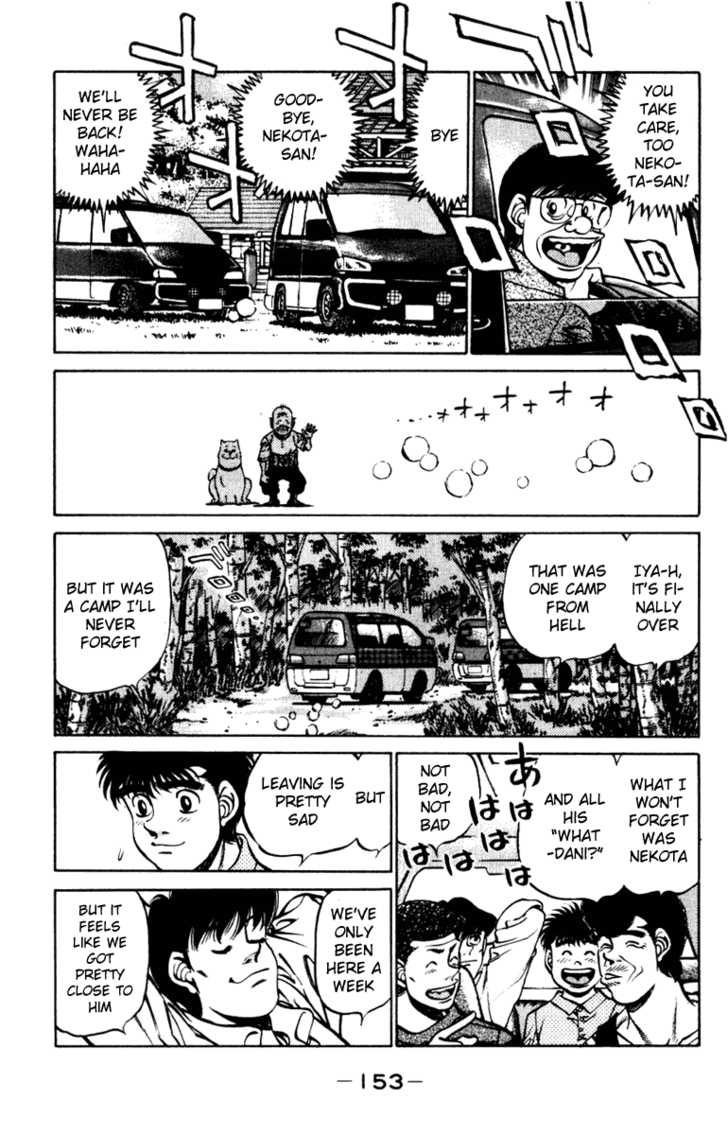 YOU
TAKE
CARE,
TOO
NEKO-
TA-SAN!
BYE
GOOD-
BYE,
NEKOTA-
SAN!
WE'LL
NEVER BE
BACK!
WAHA-
HAHA
IYA-H,
IT'S FI-
NALLY
OVER
THAT WAS
ONE CAMP
FROM
HELL
BUT IT WAS
A CAMP I'LL
NEVER
FORGET
WHAT I
WON'T
FORGET
WAS
NEKOTA
AND ALL
HIS
"WHAT
-DANI?"
NOT
BAD,
NOT
BAD
あはははははは
BUT
LEAVING IS
PRETTY
SAD
WE'VE
ONLY
BEEN
HERE A
WEEK
BUT IT
FEELS
LIKE WE
GOT
PRETTY
CLOSE TO
HIM
—153—